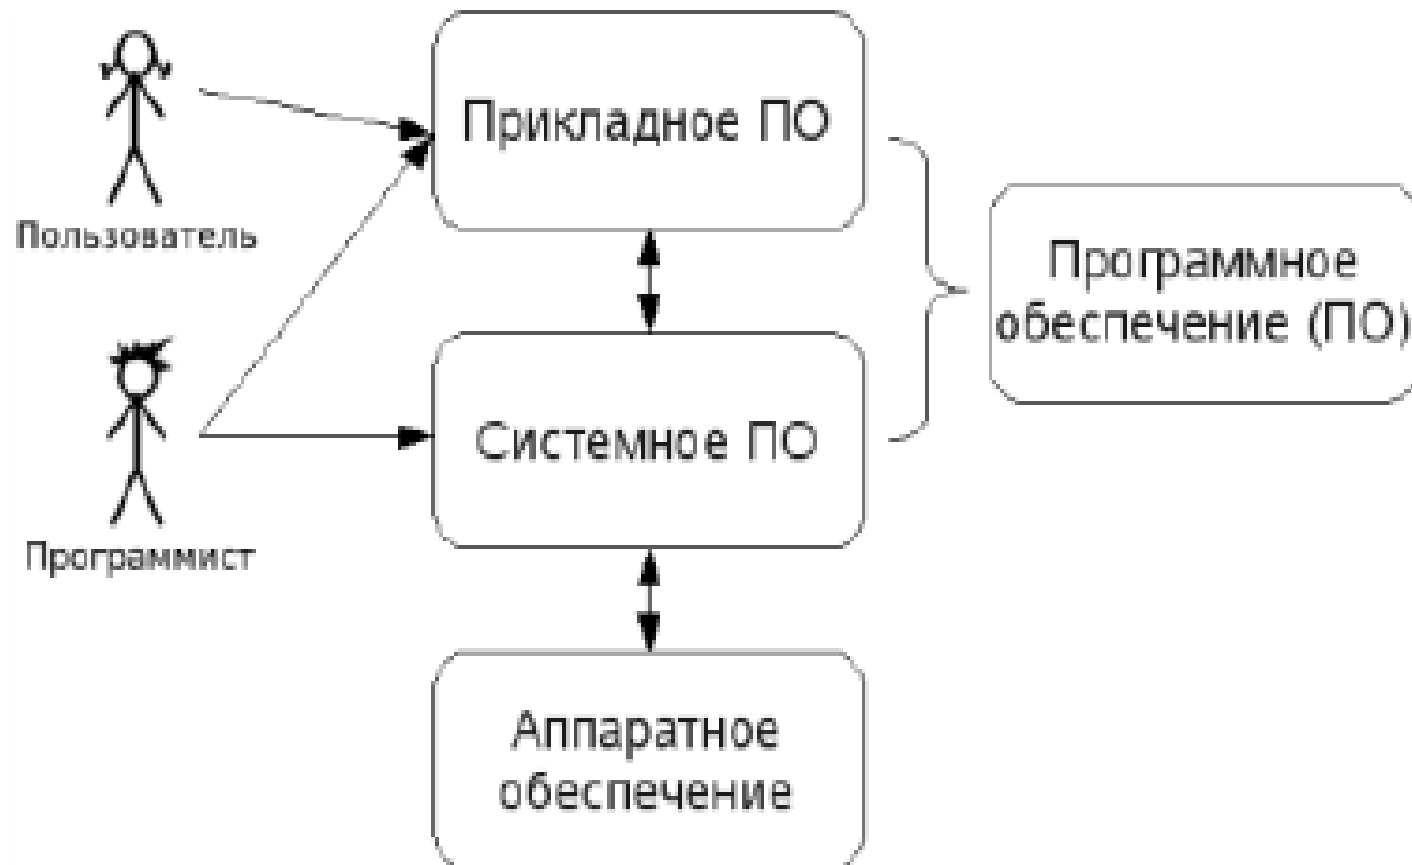 Прикладное ПО
Пользователь
Программное
обеспечение (ПО)
Системное ПО
Программист
Аппаратное
обеспечение